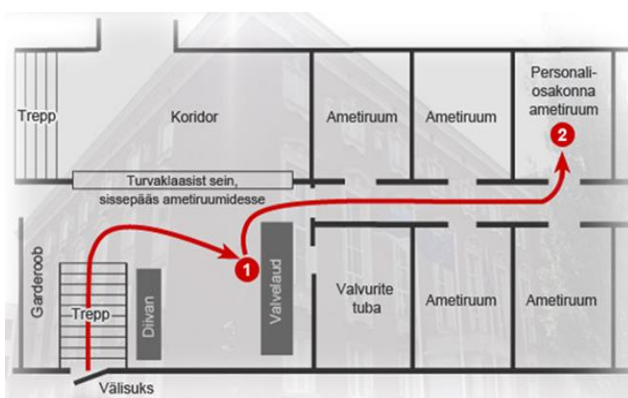 Personali-
osakonna
ametiruum
Trepp
Koridor
Ametiruum
Ametiruum
2
Turvaklaasist sein,
sissepääs ametiruumidesse
Garderoob
Trepp
Diivan
1
Valvelaud
Valvurite
tuba
Ametiruum
Ametiruum
Välisuks